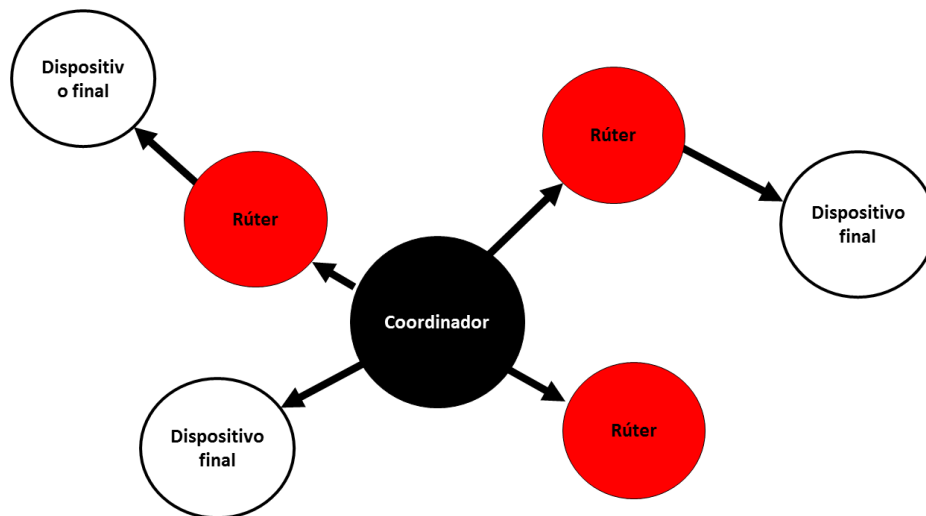 Dispositiv
o final
Rúter
Rúter
Dispositivo
final
Coordinador
Dispositivo
final
Rúter